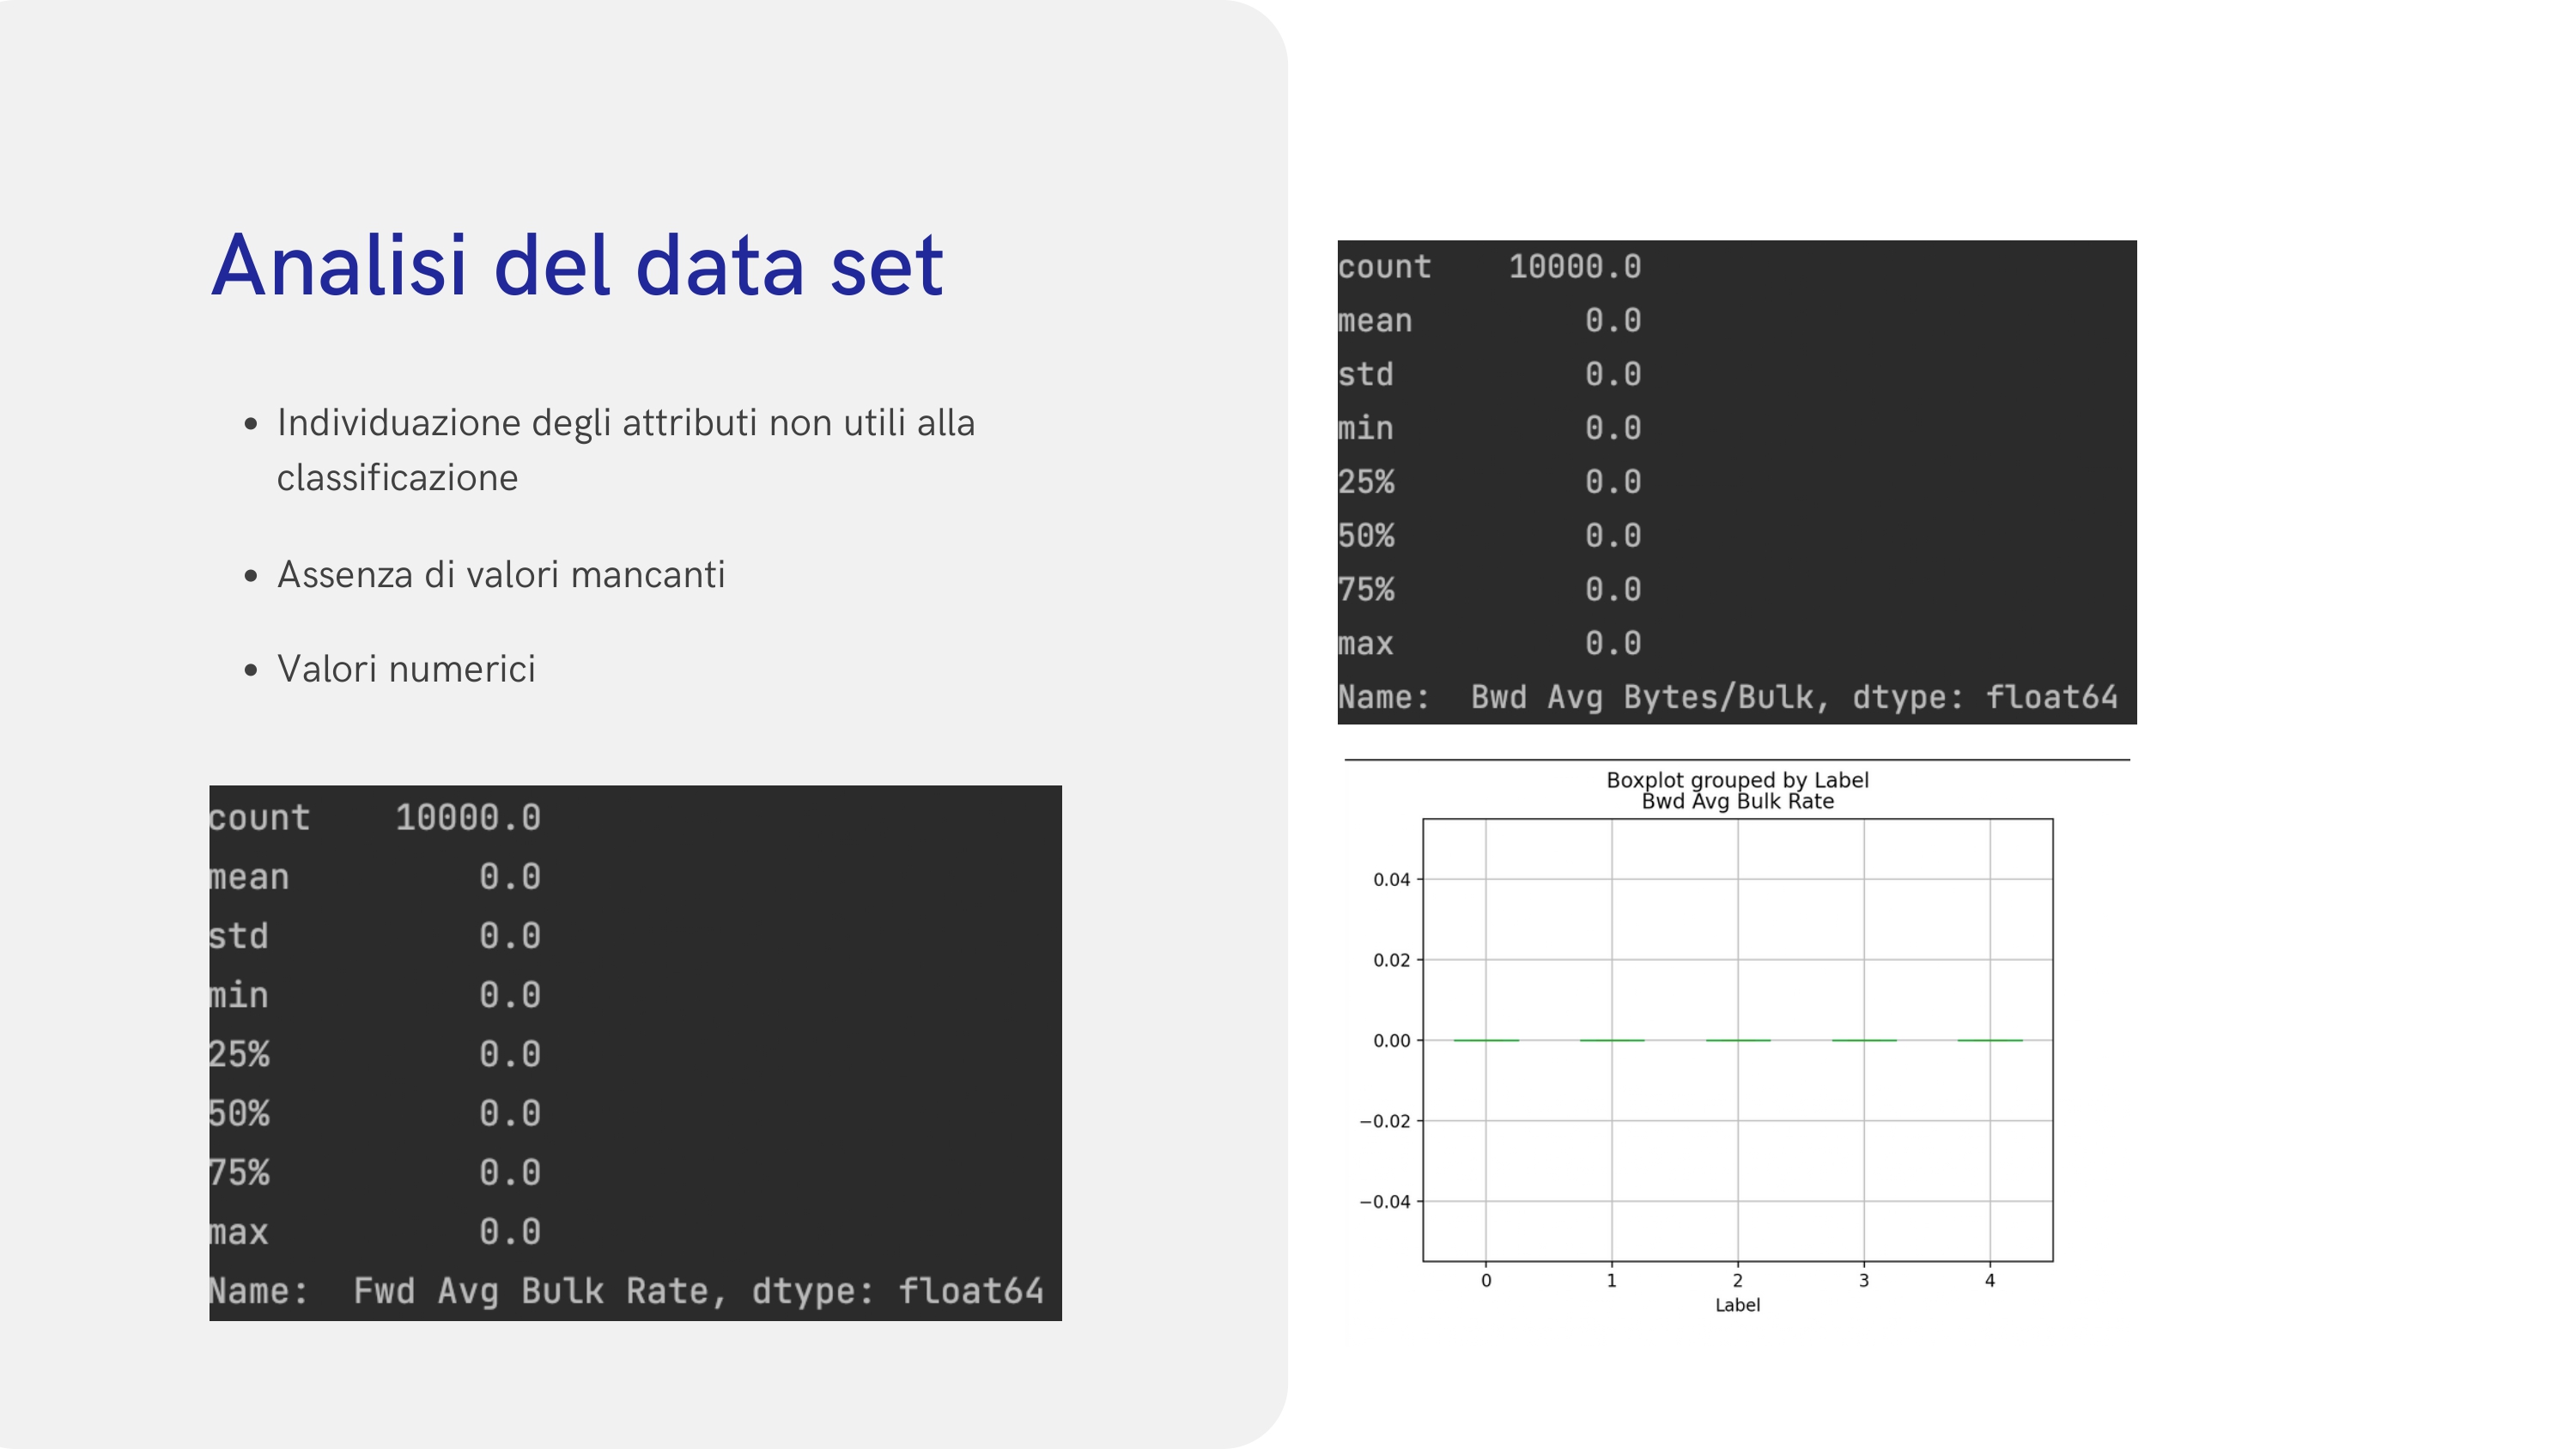 Analisi del data set
• Individuazione degli attributi non utili alla
classificazione
• Assenza di valori mancanti
• Valori numerici
count 10000.0
mean 0.0
std 0.0
min 0.0
25% 0.0
50% 0.0
75% 0.0
max 0.0
Name: Fwd Avg Bulk Rate, dtype: float64
count 10000.0
mean 0.0
std 0.0
min 0.0
25% 0.0
50% 0.0
75% 0.0
max 0.0
Name: Bwd Avg Bytes/Bulk, dtype: float64
Boxplot grouped by Label
Bwd Avg Bulk Rate
0.04
0.02
0.00
−0.02
−0.04
0 1 2 3 4
Label